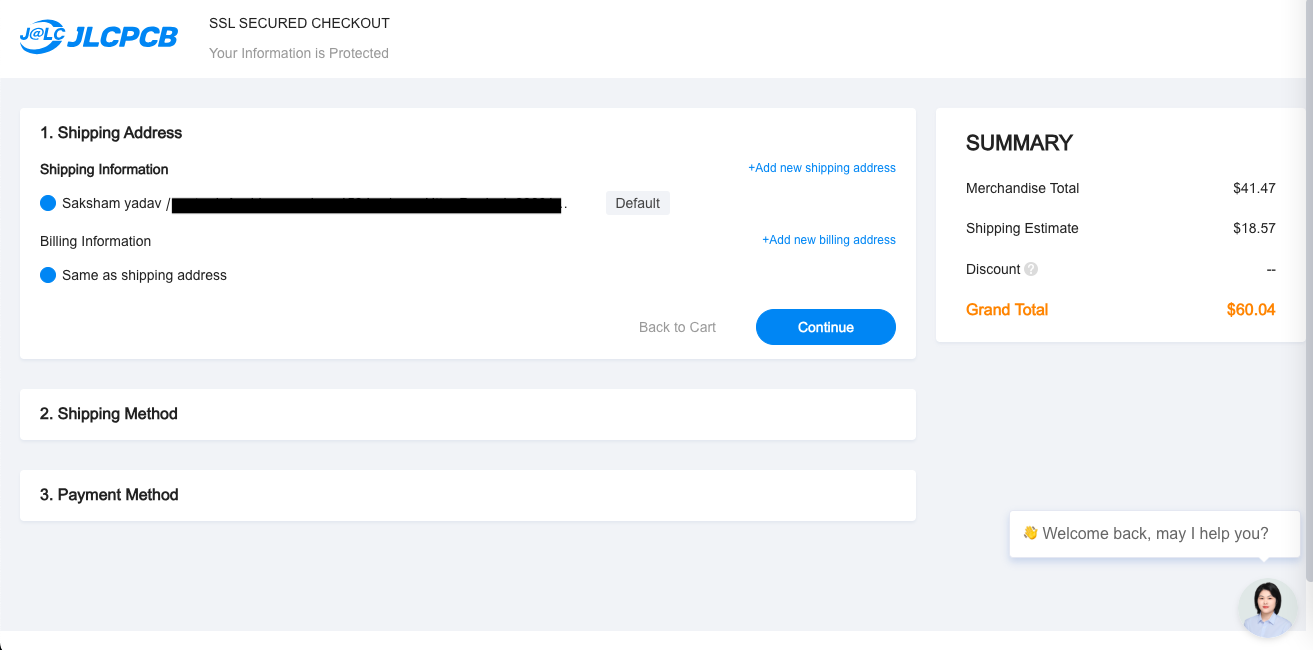 J@LC JLCPCB
SSL SECURED CHECKOUT
Your Information is Protected
1. Shipping Address
Shipping Information
+Add new shipping address
Saksham yadav /
.
Default
Billing Information
+Add new billing address
Same as shipping address
Back to Cart
Continue
2. Shipping Method
3. Payment Method
SUMMARY
Merchandise Total $41.47
Shipping Estimate $18.57
Discount ? --
Grand Total $60.04
👋 Welcome back, may I help you?